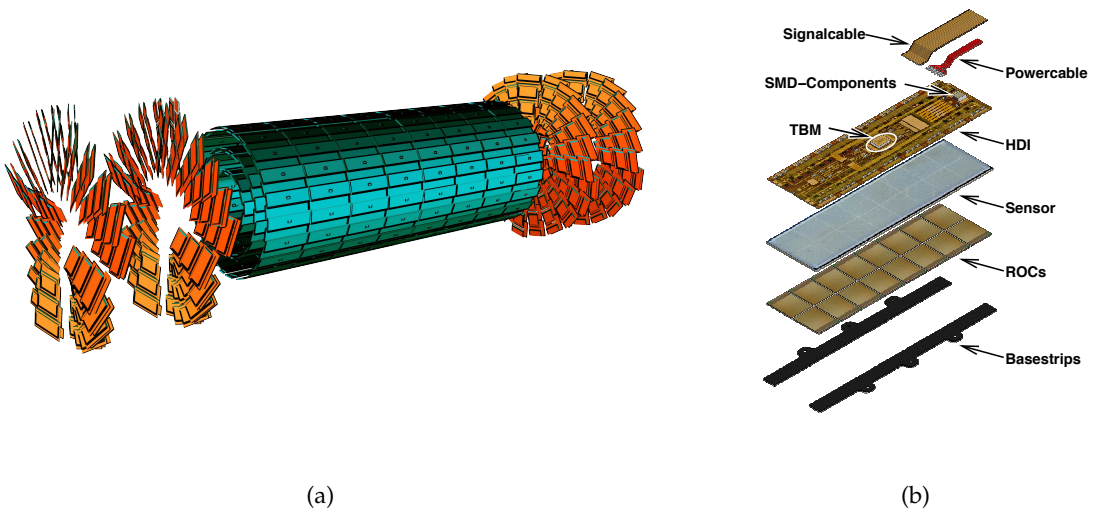 Signalcable
Powercable
SMD−Components
TBM
HDI
Sensor
ROCs
Basestrips
(a)
(b)